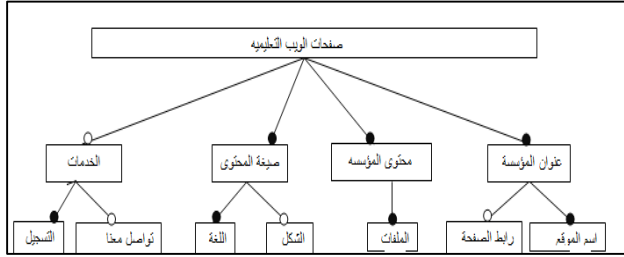 صفحات الويب التعليميه
عنوان المؤسسة
محتوى المؤسسه
صيغة المحتوى
الخدمات
اسم الموقع
رابط الصفحة
الملفات
الشكل
اللغة
تواصل معنا
التسجيل